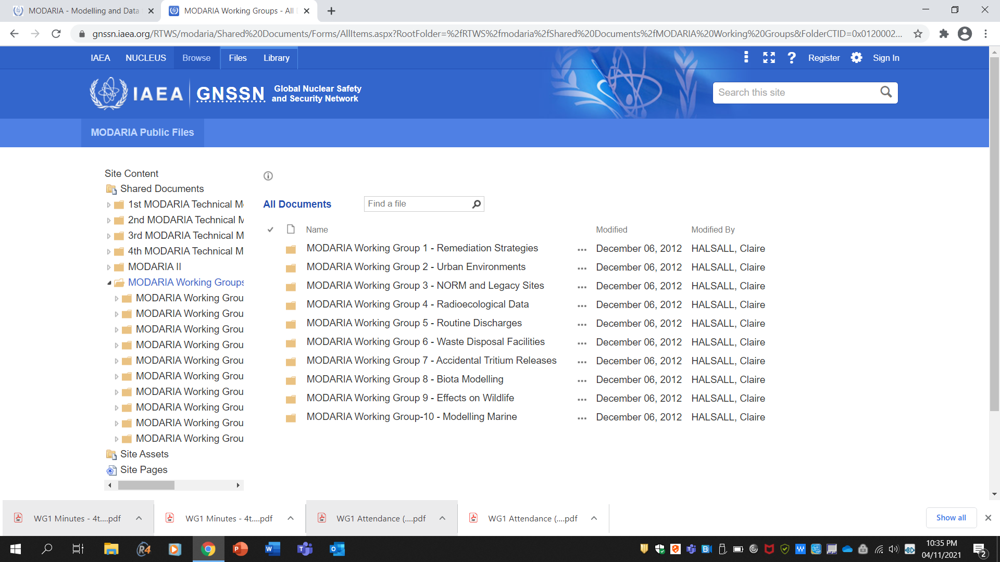 MODARIA - Modelling and Data
MODARIA Working Groups - All D
gnssn.iaea.org/RTWS/modaria/Shared%20Documents/Forms/AllItems.aspx?RootFolder=%2fRTWS%2fmodaria%2fShared%20Documents%2fMODARIA%20Working%20Groups&FolderCTID=0x0120002...
IAEA NUCLEUS Browse Files Library Register Sign In
IAEA GNSSN Global Nuclear Safety
and Security Network
Search this site
MODARIA Public Files
Site Content
Shared Documents
1st MODARIA Technical M
2nd MODARIA Technical M
3rd MODARIA Technical M
4th MODARIA Technical M
MODARIA II
MODARIA Working Groups
MODARIA Working Grou
MODARIA Working Grou
MODARIA Working Grou
MODARIA Working Grou
MODARIA Working Grou
MODARIA Working Grou
MODARIA Working Grou
MODARIA Working Grou
MODARIA Working Grou
MODARIA Working Grou
Site Assets
Site Pages
All Documents
Find a file
Name Modified Modified By
MODARIA Working Group 1 - Remediation Strategies ... December 06, 2012 HALSALL, Claire
MODARIA Working Group 2 - Urban Environments ... December 06, 2012 HALSALL, Claire
MODARIA Working Group 3 - NORM and Legacy Sites ... December 06, 2012 HALSALL, Claire
MODARIA Working Group 4 - Radioecological Data ... December 06, 2012 HALSALL, Claire
MODARIA Working Group 5 - Routine Discharges ... December 06, 2012 HALSALL, Claire
MODARIA Working Group 6 - Waste Disposal Facilities ... December 06, 2012 HALSALL, Claire
MODARIA Working Group 7 - Accidental Tritium Releases ... December 06, 2012 HALSALL, Claire
MODARIA Working Group 8 - Biota Modelling ... December 06, 2012 HALSALL, Claire
MODARIA Working Group 9 - Effects on Wildlife ... December 06, 2012 HALSALL, Claire
MODARIA Working Group-10 - Modelling Marine ... December 06, 2012 HALSALL, Claire
WG1 Minutes - 4t....pdf
WG1 Minutes - 4t....pdf
WG1 Attendance (....pdf
WG1 Attendance (....pdf
Show all
10:35 PM
04/11/2021
2